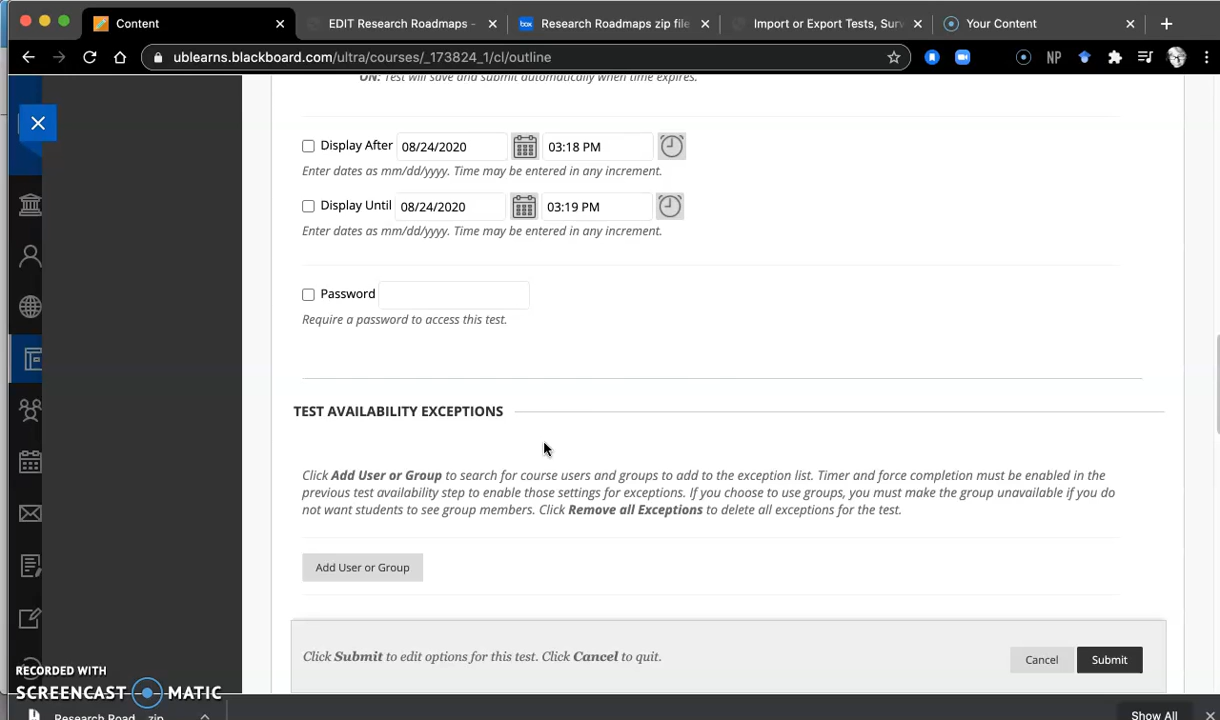 Content
EDIT Research Roadmaps -
Research Roadmaps zip file
Import or Export Tests, Surv
Your Content
ublearns.blackboard.com/ultra/courses/_173824_1/cl/outline
NP
ON: Test will save and submit automatically when time expires.
Display After 08/24/2020 03:18 PM
Enter dates as mm/dd/yyyy. Time may be entered in any increment.
Display Until 08/24/2020 03:19 PM
Enter dates as mm/dd/yyyy. Time may be entered in any increment.
Password
Require a password to access this test.
TEST AVAILABILITY EXCEPTIONS
Click Add User or Group to search for course users and groups to add to the exception list. Timer and force completion must be enabled in the
previous test availability step to enable those settings for exceptions. If you choose to use groups, you must make the group unavailable if you do
not want students to see group members. Click Remove all Exceptions to delete all exceptions for the test.
Add User or Group
Click Submit to edit options for this test. Click Cancel to quit.
Cancel
Submit
RECORDED WITH
SCREENCAST MATIC
Research Road....zip
Show All